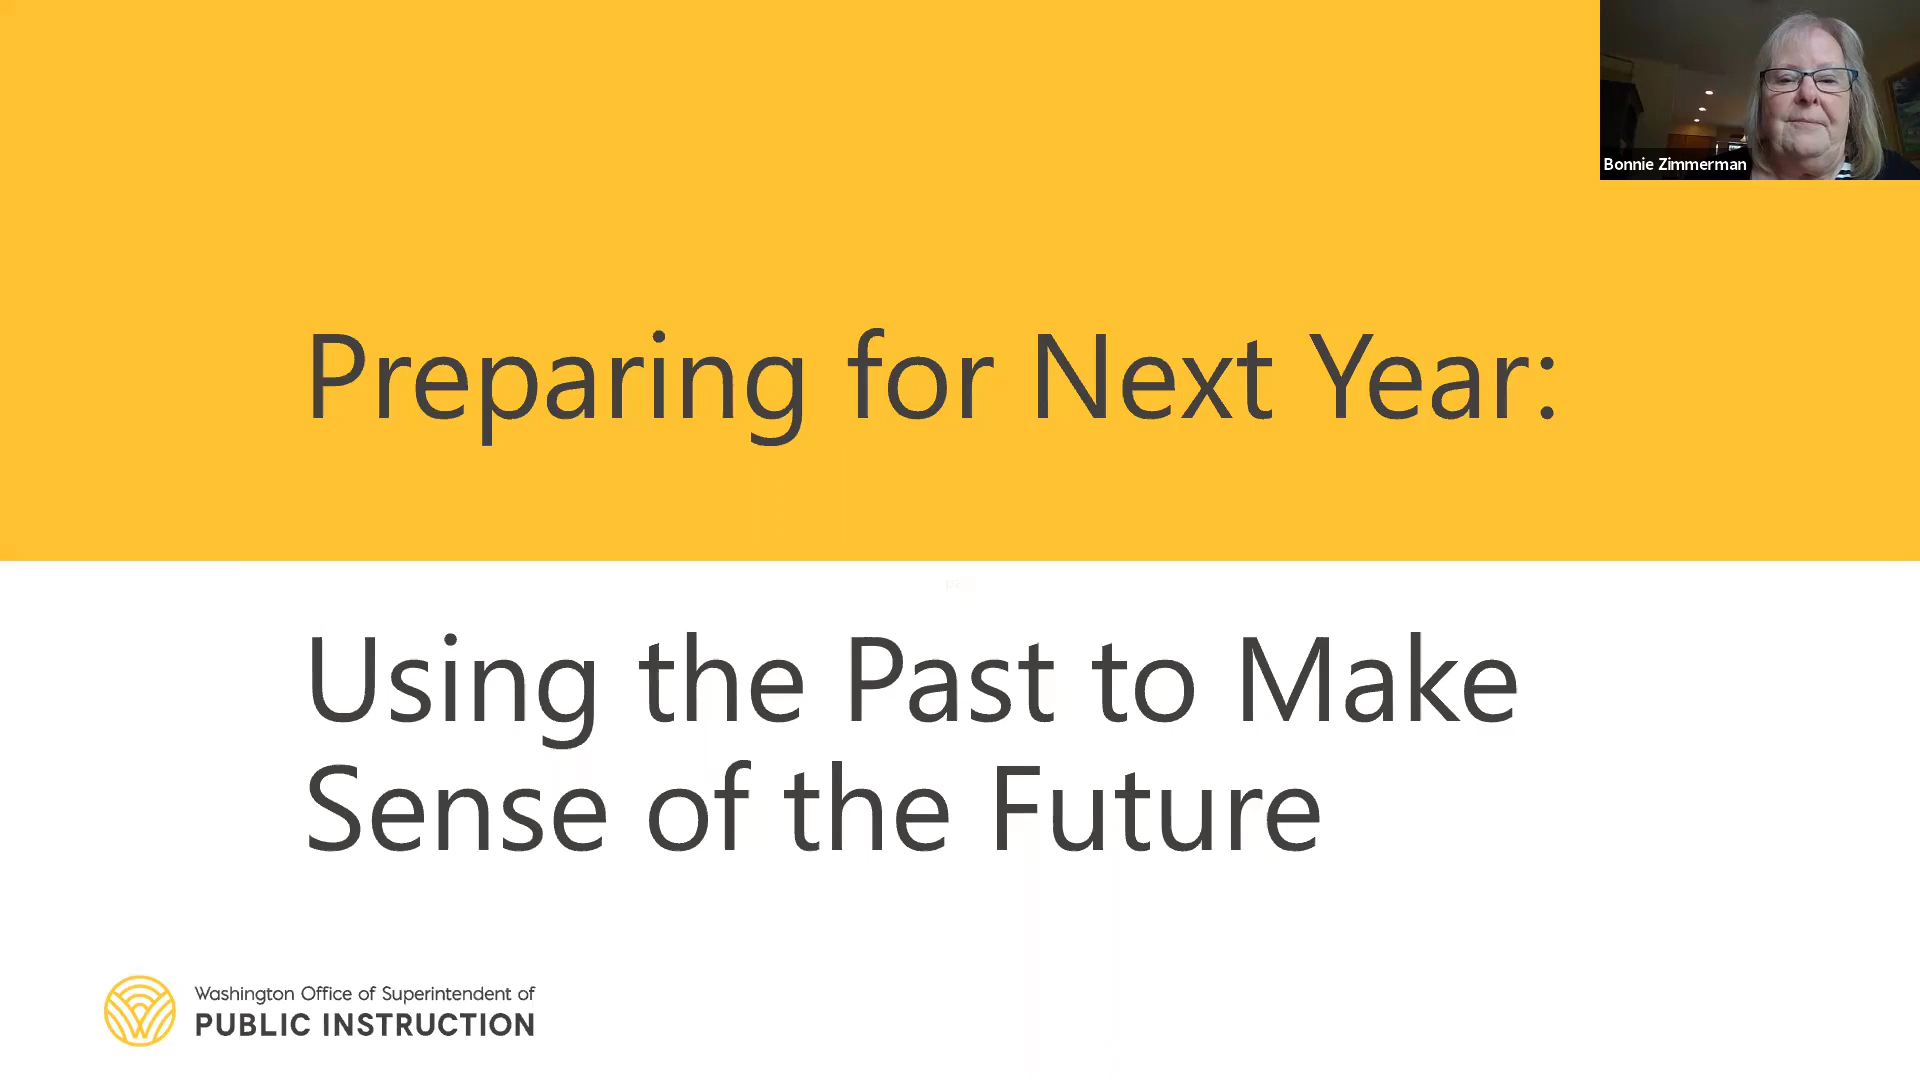 Bonnie Zimmerman
Preparing for Next Year:
Using the Past to Make
Sense of the Future
Washington Office of Superintendent of
PUBLIC INSTRUCTION